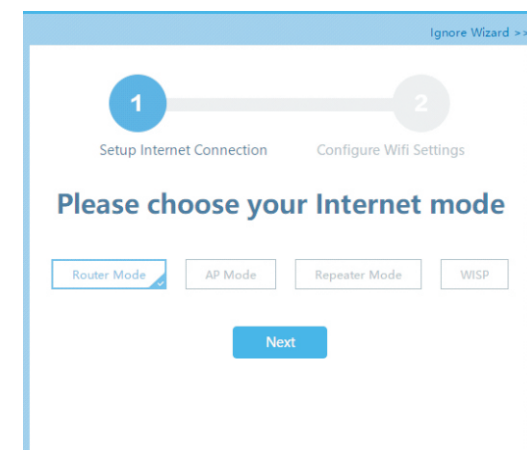 Ignore Wizard >>
1 2
Setup Internet Connection Configure Wifi Settings
Please choose your Internet mode
Router Mode AP Mode Repeater Mode WISP
Next